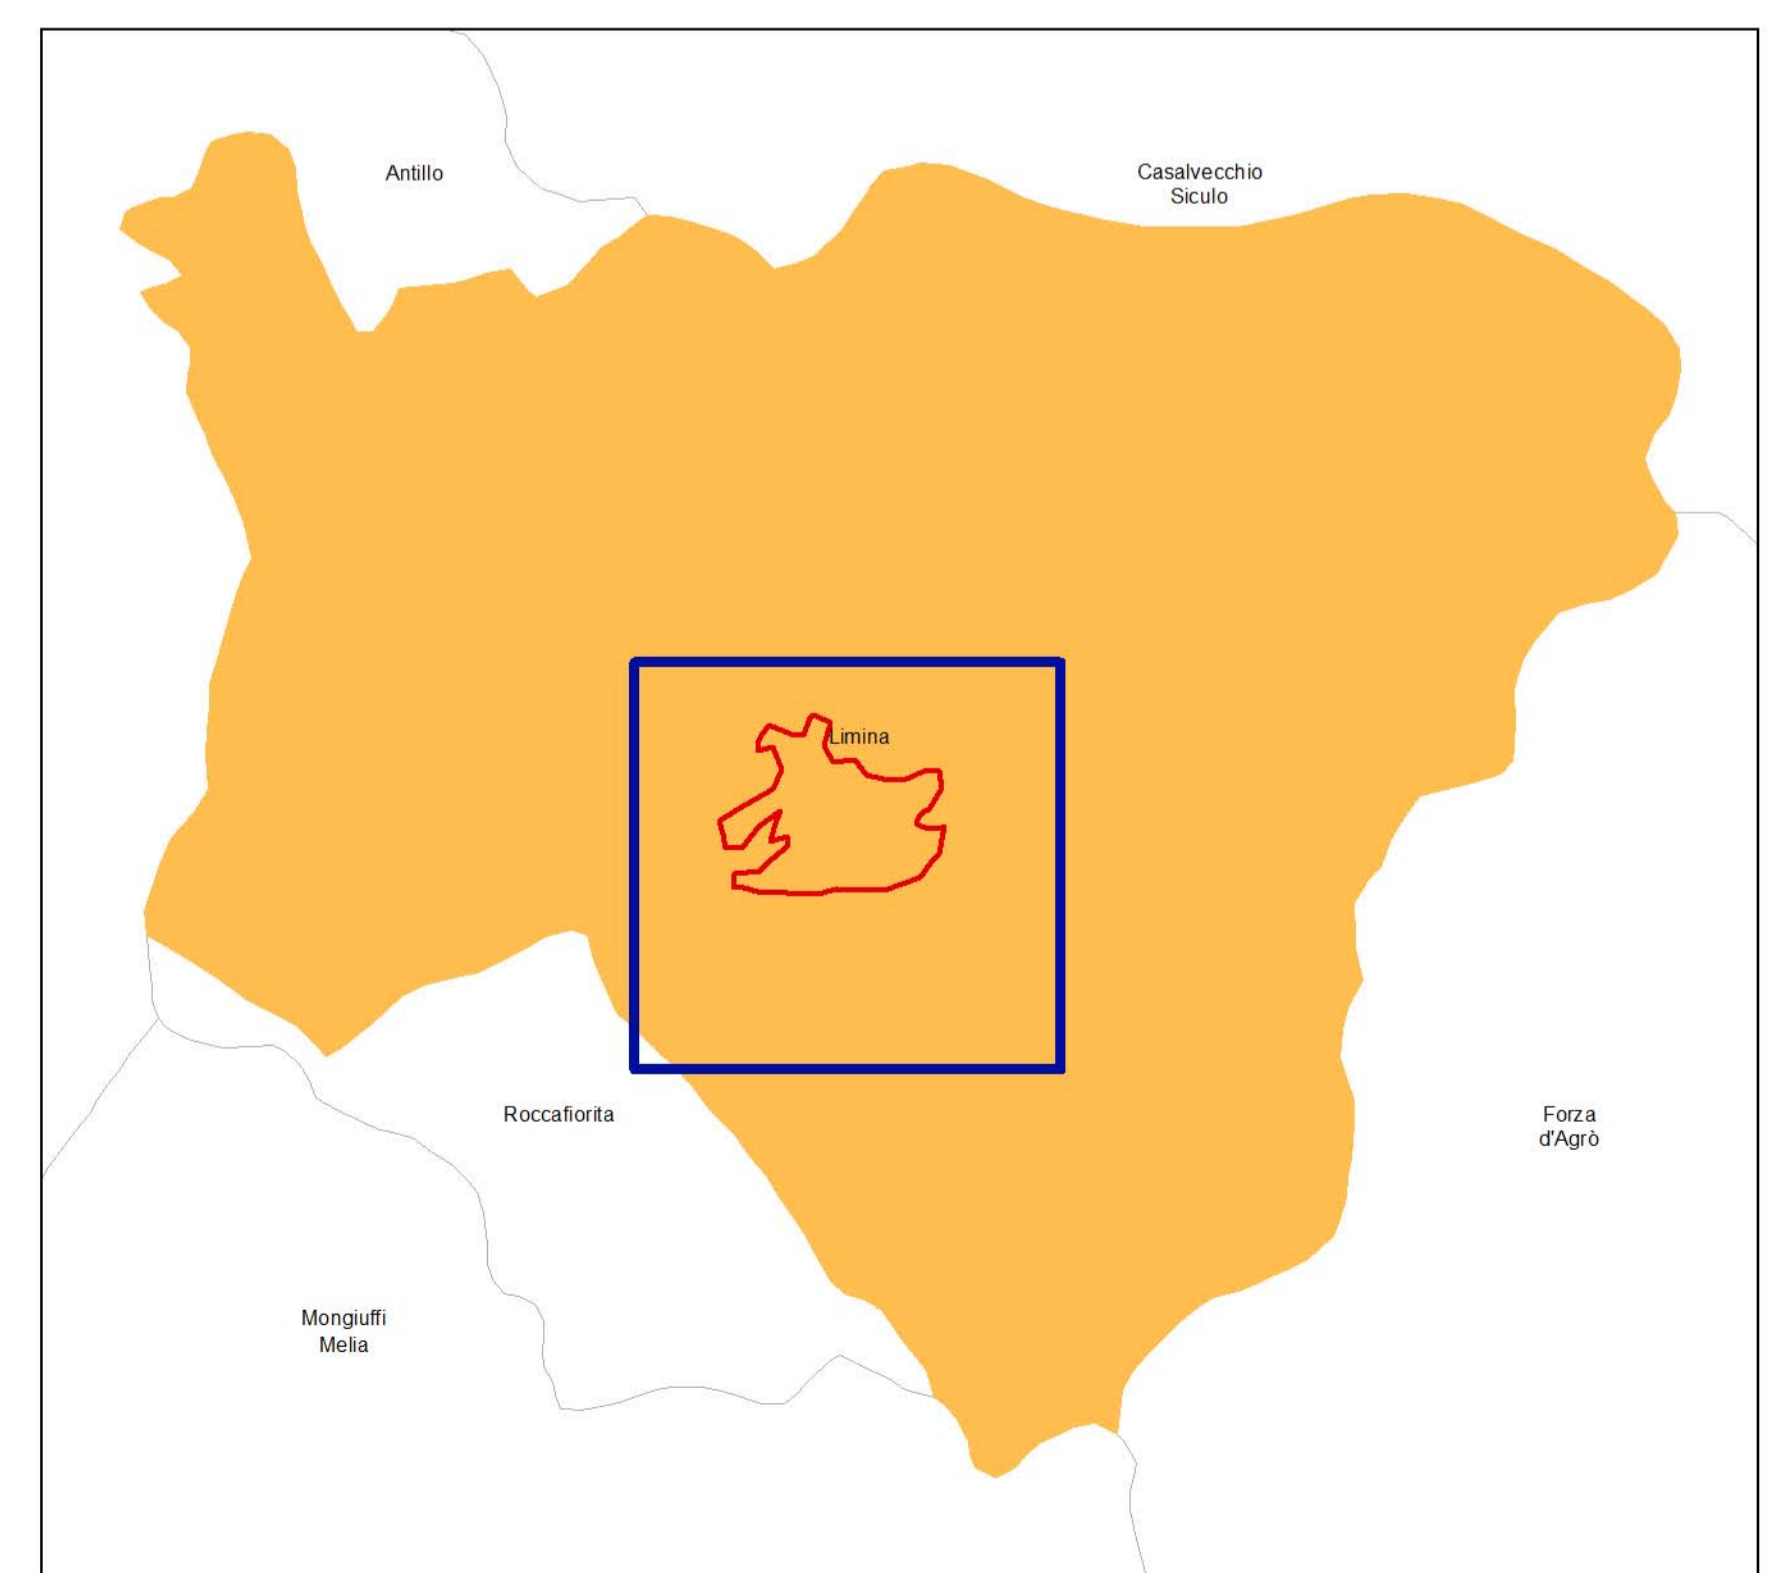 Antillo
Casalvecchio
Siculo
Limina
Roccafiorita
Forza
d'Agrò
Mongiuffi
Melia